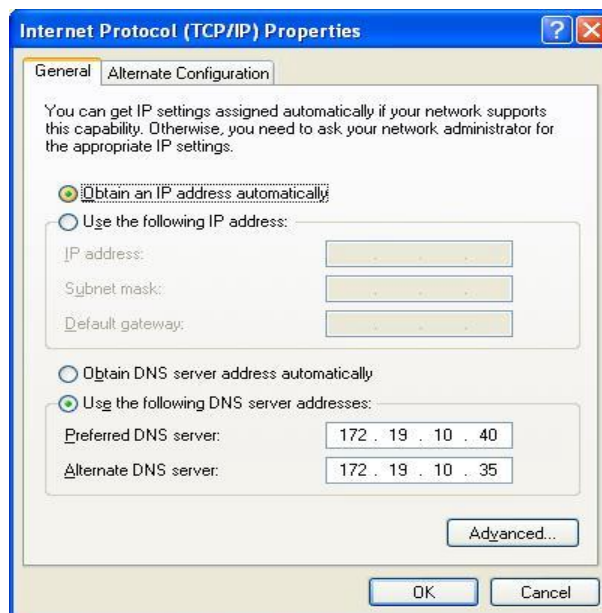 Internet Protocol (TCP/IP) Properties
General
Alternate Configuration
You can get IP settings assigned automatically if your network supports
this capability. Otherwise, you need to ask your network administrator for
the appropriate IP settings.
Obtain an IP address automatically
Use the following IP address:
IP address:
Subnet mask:
Default gateway:
Obtain DNS server address automatically
Use the following DNS server addresses:
Preferred DNS server: 172 . 19 . 10 . 40
Alternate DNS server: 172 . 19 . 10 . 35
Advanced...
OK Cancel